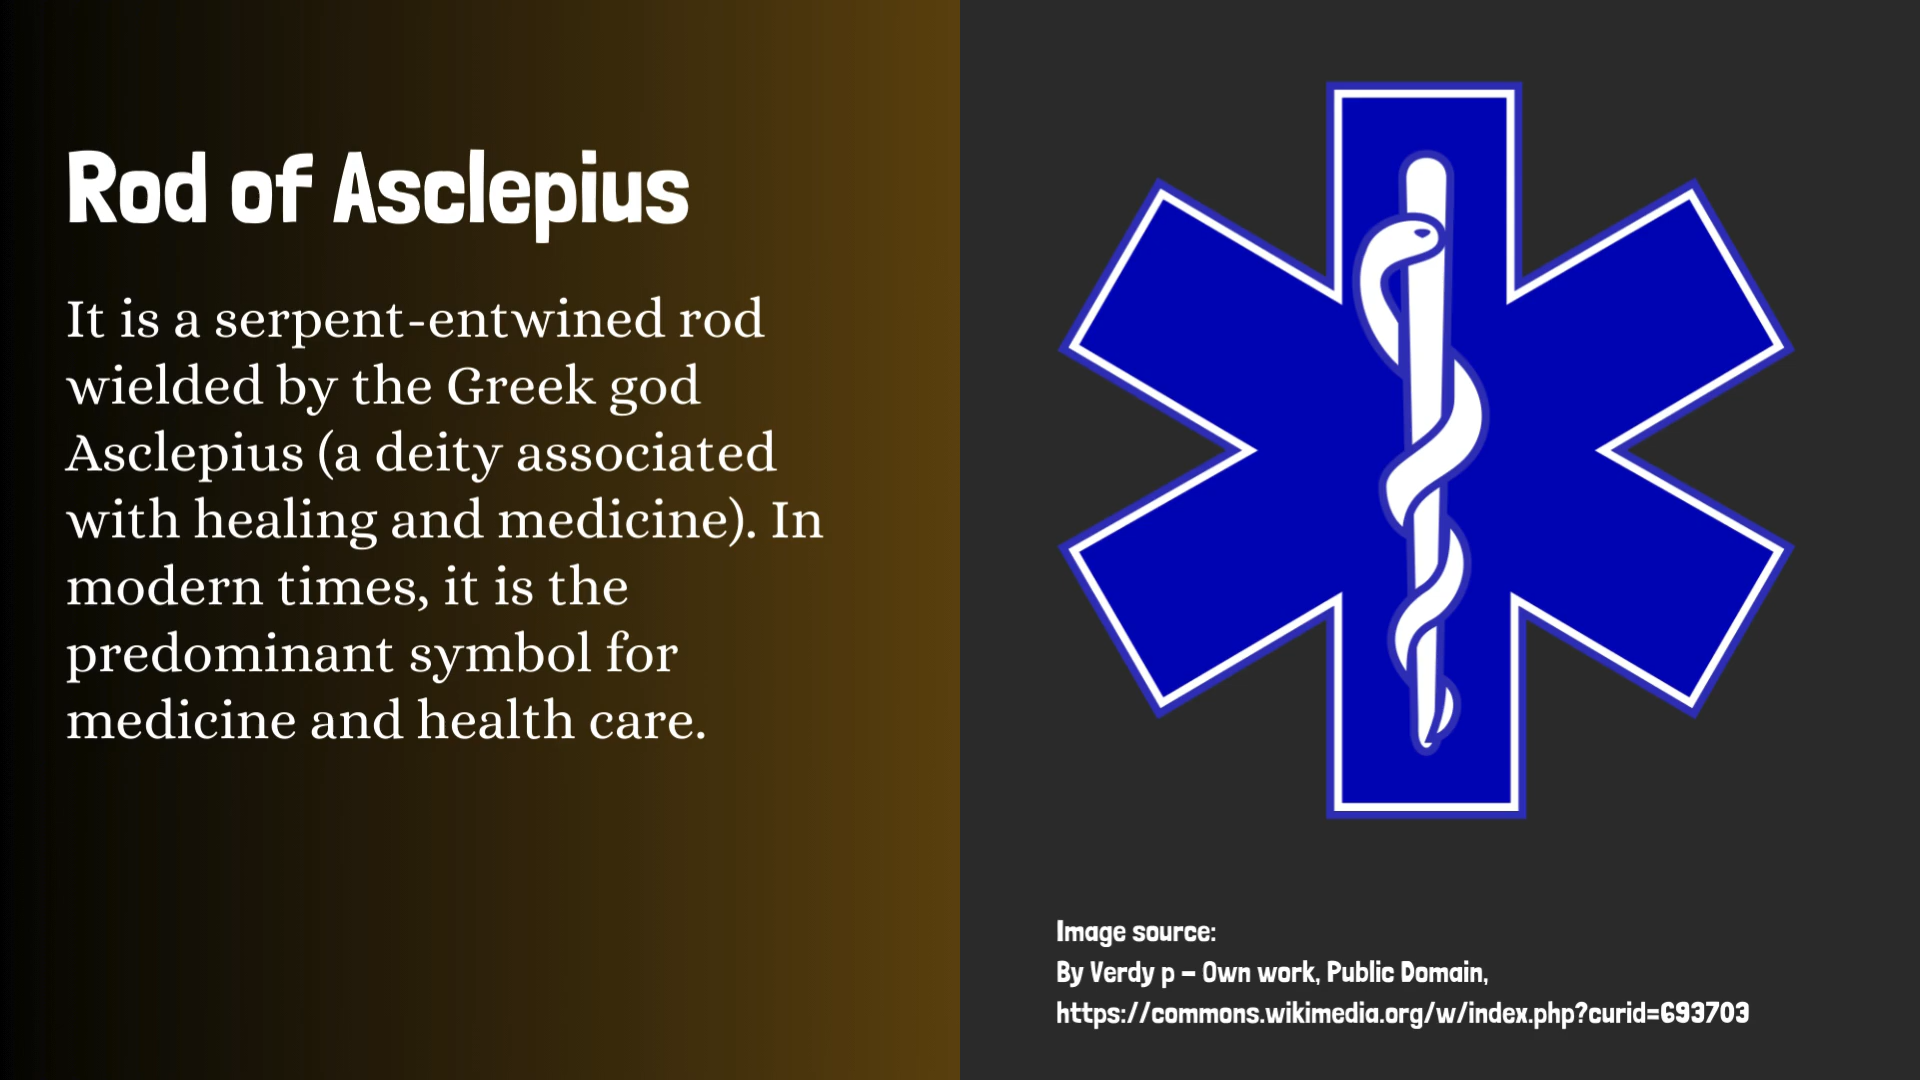 Rod of Asclepius
It is a serpent-entwined rod
wielded by the Greek god
Asclepius (a deity associated
with healing and medicine). In
modern times, it is the
predominant symbol for
medicine and health care.
Image source:
By Verdy p – Own work, Public Domain,
https://commons.wikimedia.org/w/index.php?curid=693703